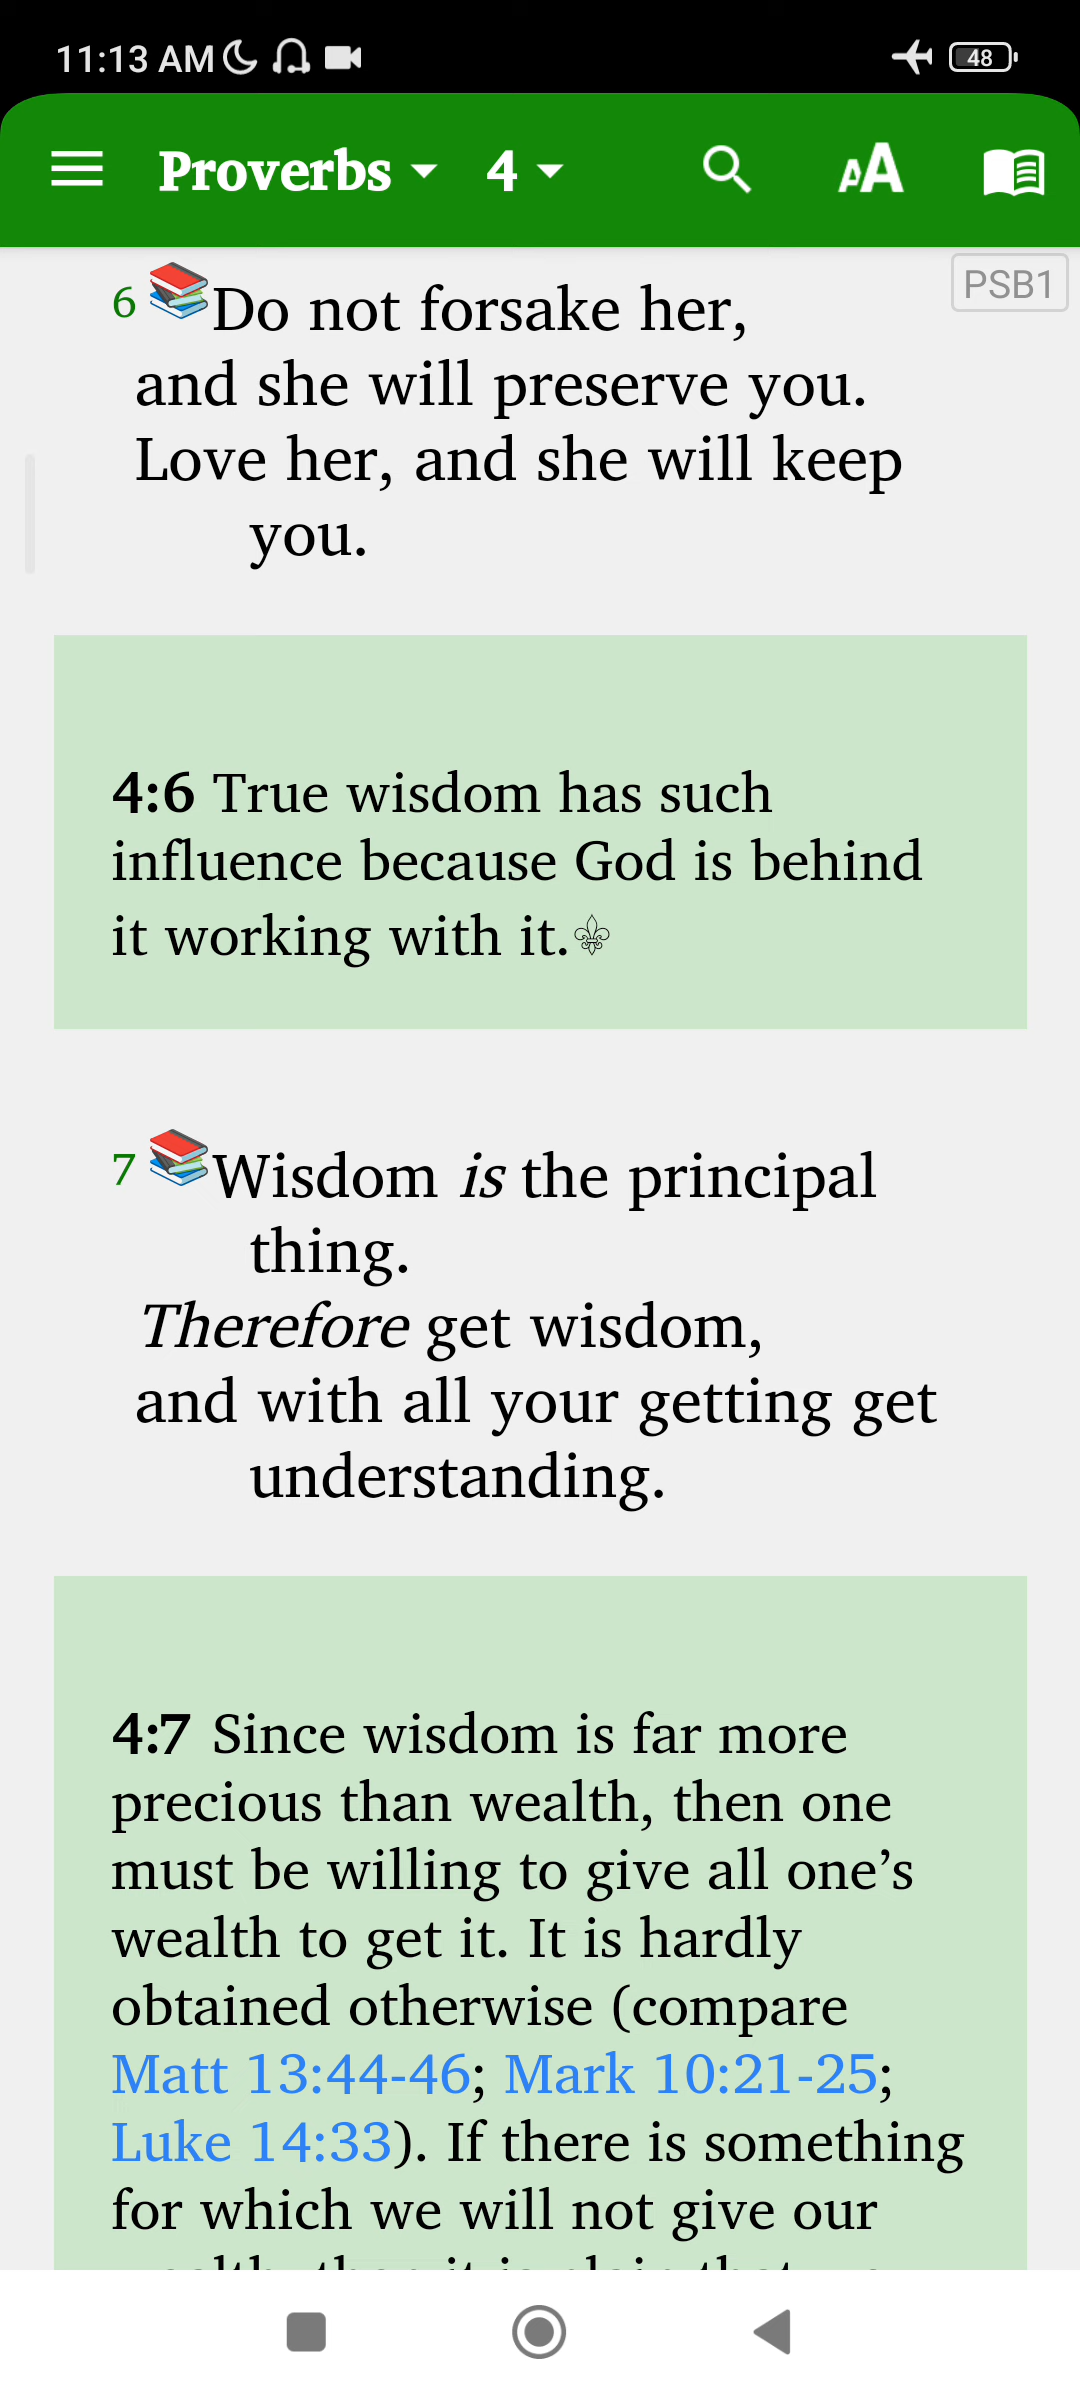 11:13 AM
48
Proverbs 4
AA
PSB1
6 Do not forsake her,
and she will preserve you.
Love her, and she will keep
you.
4:6 True wisdom has such
influence because God is behind
it working with it.
7 Wisdom is the principal
thing.
Therefore get wisdom,
and with all your getting get
understanding.
4:7 Since wisdom is far more
precious than wealth, then one
must be willing to give all one’s
wealth to get it. It is hardly
obtained otherwise (compare
Matt 13:44-46; Mark 10:21-25;
Luke 14:33). If there is something
for which we will not give our